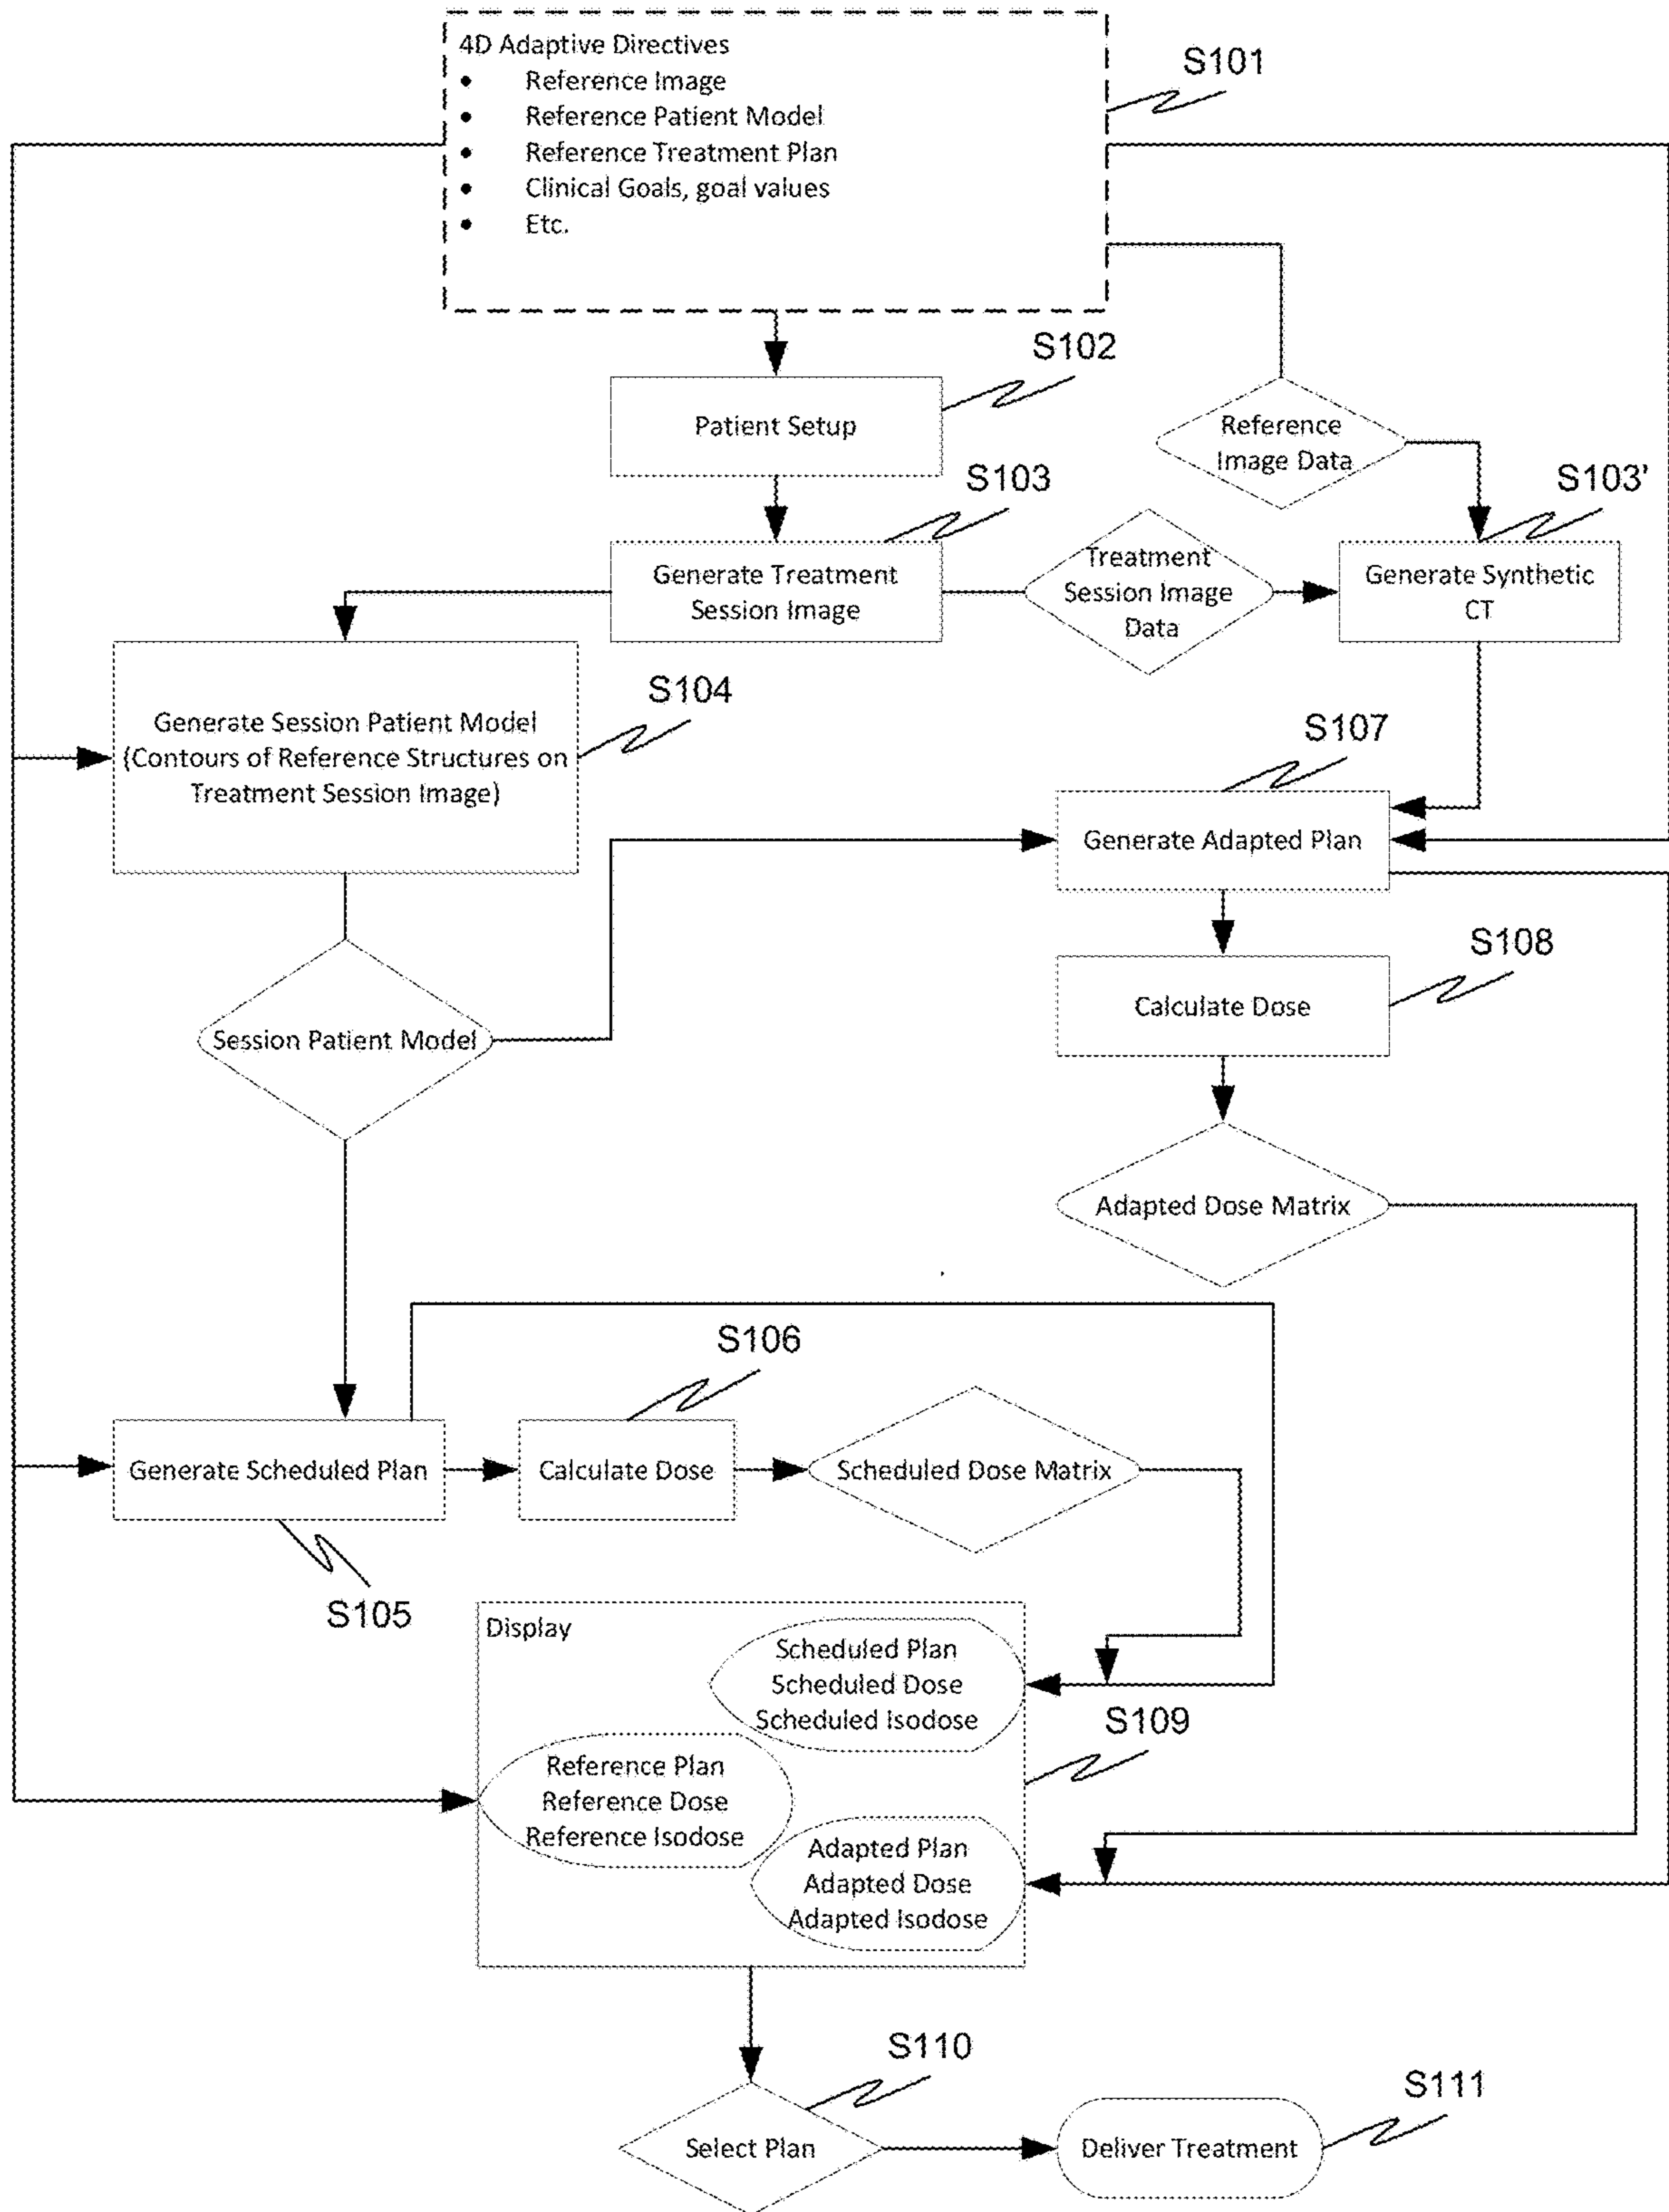 4D Adaptive Directives
• Reference Image
• Reference Patient Model
• Reference Treatment Plan
• Clinical Goals, goal values
• Etc.
S101
S102
Patient Setup
Reference
Image Data
S103
S103'
Generate Treatment
Session Image
Treatment
Session Image
Data
Generate Synthetic
CT
S104
Generate Session Patient Model
(Contours of Reference Structures on
Treatment Session Image)
S107
Generate Adapted Plan
S108
Session Patient Model
Calculate Dose
Adapted Dose Matrix
S106
Generate Scheduled Plan
Calculate Dose
Scheduled Dose Matrix
S105
Display
Scheduled Plan
Scheduled Dose
Scheduled Isodose
S109
Reference Plan
Reference Dose
Reference Isodose
Adapted Plan
Adapted Dose
Adapted Isodose
S110
S111
Select Plan
Deliver Treatment